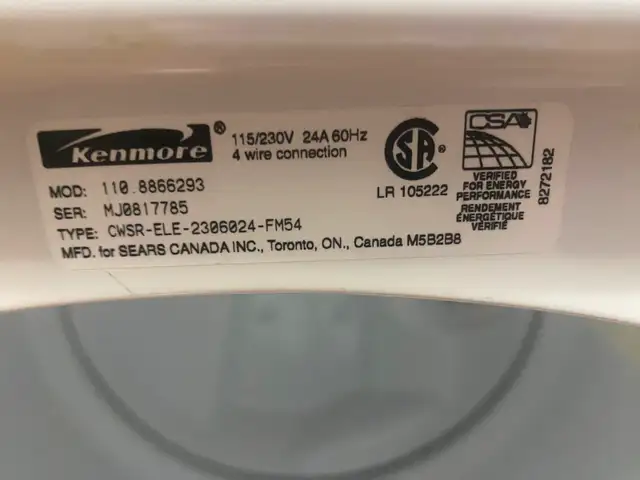 Kenmore®
115/230V 24A 60Hz
4 wire connection
MOD: 110.8866293
SER: MJ0817785
TYPE: CWSR-ELE-2306024-FM54
MFD. for SEARS CANADA INC., Toronto, ON., Canada M5B2B8
SA ®
LR 105222
CSA
VERIFIED
FOR ENERGY
PERFORMANCE
RENDEMENT
ÉNERGÉTIQUE
VÉRIFIÉ
8272182